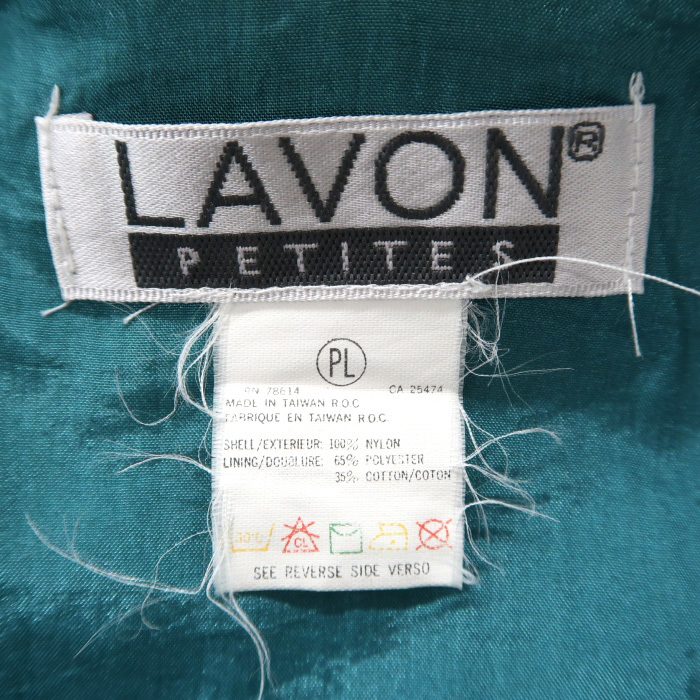 LAVON®
PETITES
PL
RN 78614 CA 25474
MADE IN TAIWAN R.O.C
FABRIQUE EN TAIWAN R.O.C.
SHELL/EXTERIEUR: 100% NYLON
LINING/DOUBLURE: 65% POLYESTER
35% COTTON/COTON
CL
SEE REVERSE SIDE VERSO